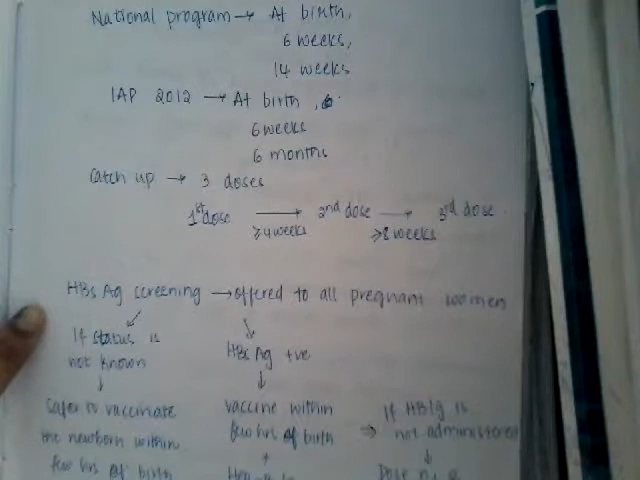 National program → At birth,
6 weeks,
14 weeks
IAP 2012 → At birth,
6 weeks
6 months
Catch up → 3 doses
1st dose → 2nd dose → 3rd dose
≥4 weeks ≥8 weeks
HBsAg screening → offered to all pregnant women
If status is
not known
HBsAg +ve
Safer to vaccinate
the newborn within
few hrs of birth
vaccine within
few hrs of birth
+
⇒ If HBIg is
not administered
Dose